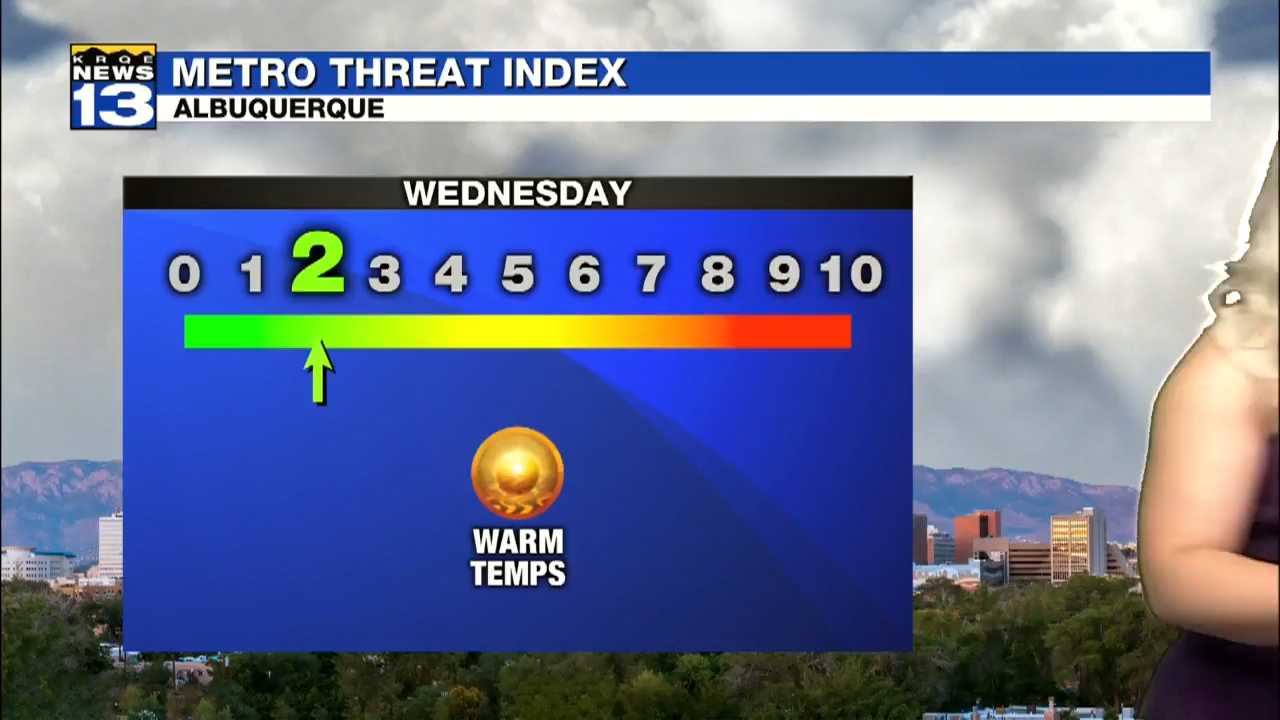 KRQE
NEWS
13
METRO THREAT INDEX
ALBUQUERQUE
WEDNESDAY
0 1 2 3 4 5 6 7 8 9 10
WARM
TEMPS